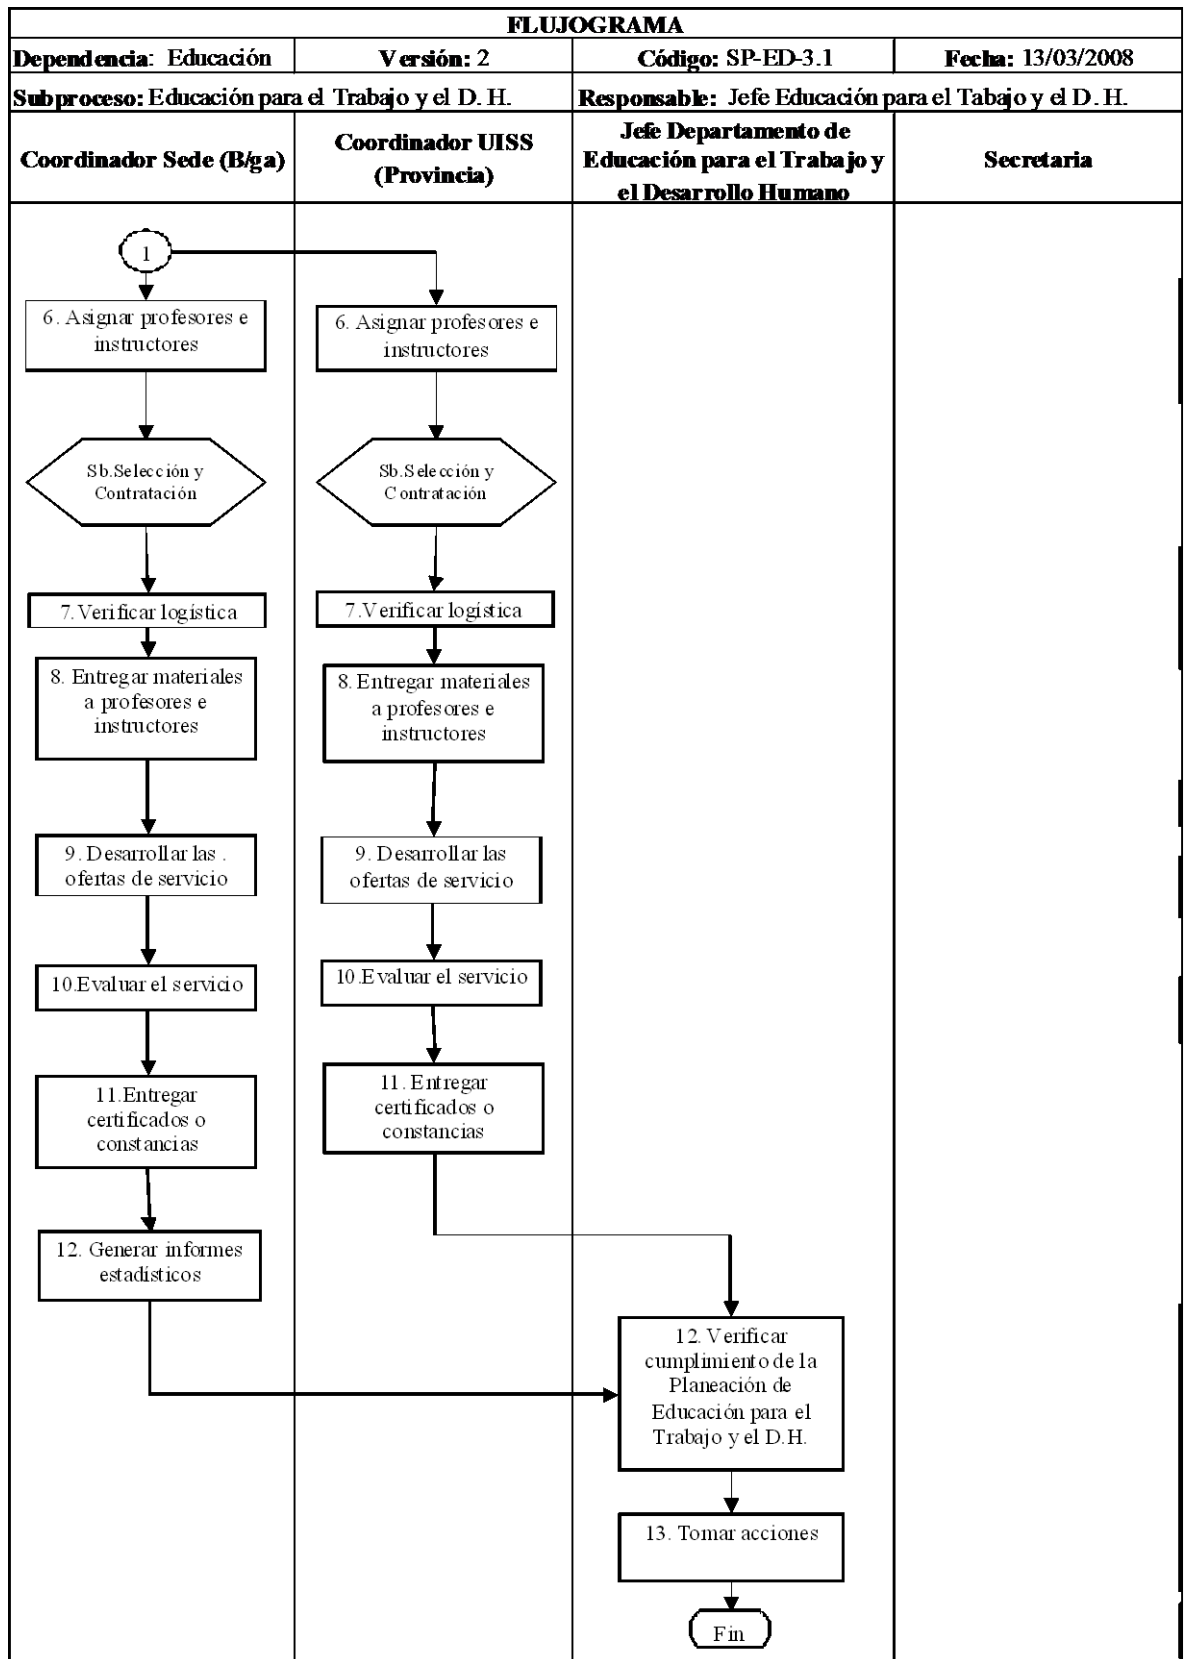 FLUJOGRAMA
Dependencia: Educación
Versión: 2
Código: SP-ED-3.1
Fecha: 13/03/2008
Subproceso: Educación para el Trabajo y el D. H.
Responsable: Jefe Educación para el Tabajo y el D. H.
Coordinador Sede (B/ga)
Coordinador UISS
(Provincia)
Jefe Departamento de
Educación para el Trabajo y
el Desarrollo Humano
Secretaria
1
6. Asignar profesores e
instructores
6. Asignar profesores e
instructores
Sb.Selección y
Contratación
Sb.Selección y
Contratación
7.Verificar logística
7.Verificar logística
8. Entregar materiales
a profesores e
instructores
8. Entregar materiales
a profesores e
instructores
9. Desarrollar las .
ofertas de servicio
9. Desarrollar las
ofertas de servicio
10.Evaluar el servicio
10.Evaluar el servicio
11.Entregar
certificados o
constancias
11. Entregar
certificados o
constancias
12. Generar informes
estadísticos
12. Verificar
cumplimiento de la
Planeación de
Educación para el
Trabajo y el D.H.
13. Tomar acciones
Fin